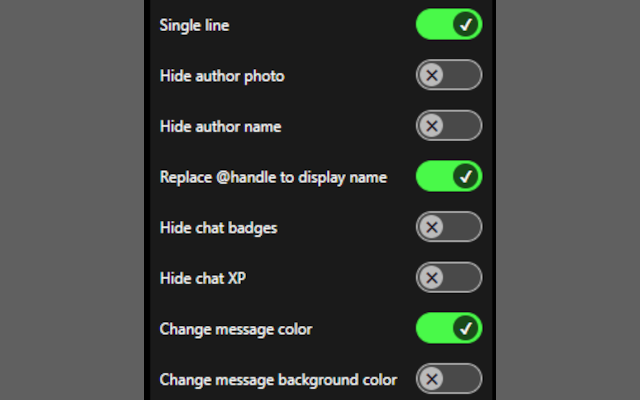 Single line
Hide author photo
Hide author name
Replace @handle to display name
Hide chat badges
Hide chat XP
Change message color
Change message background color